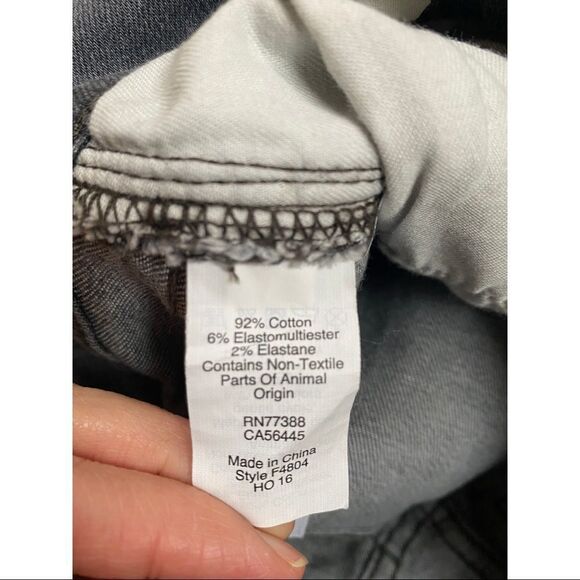 92% Cotton
6% Elastomultiester
2% Elastane
Contains Non-Textile
Parts Of Animal
Origin
RN77388
CA56445
Made in China
Style F4804
HO 16